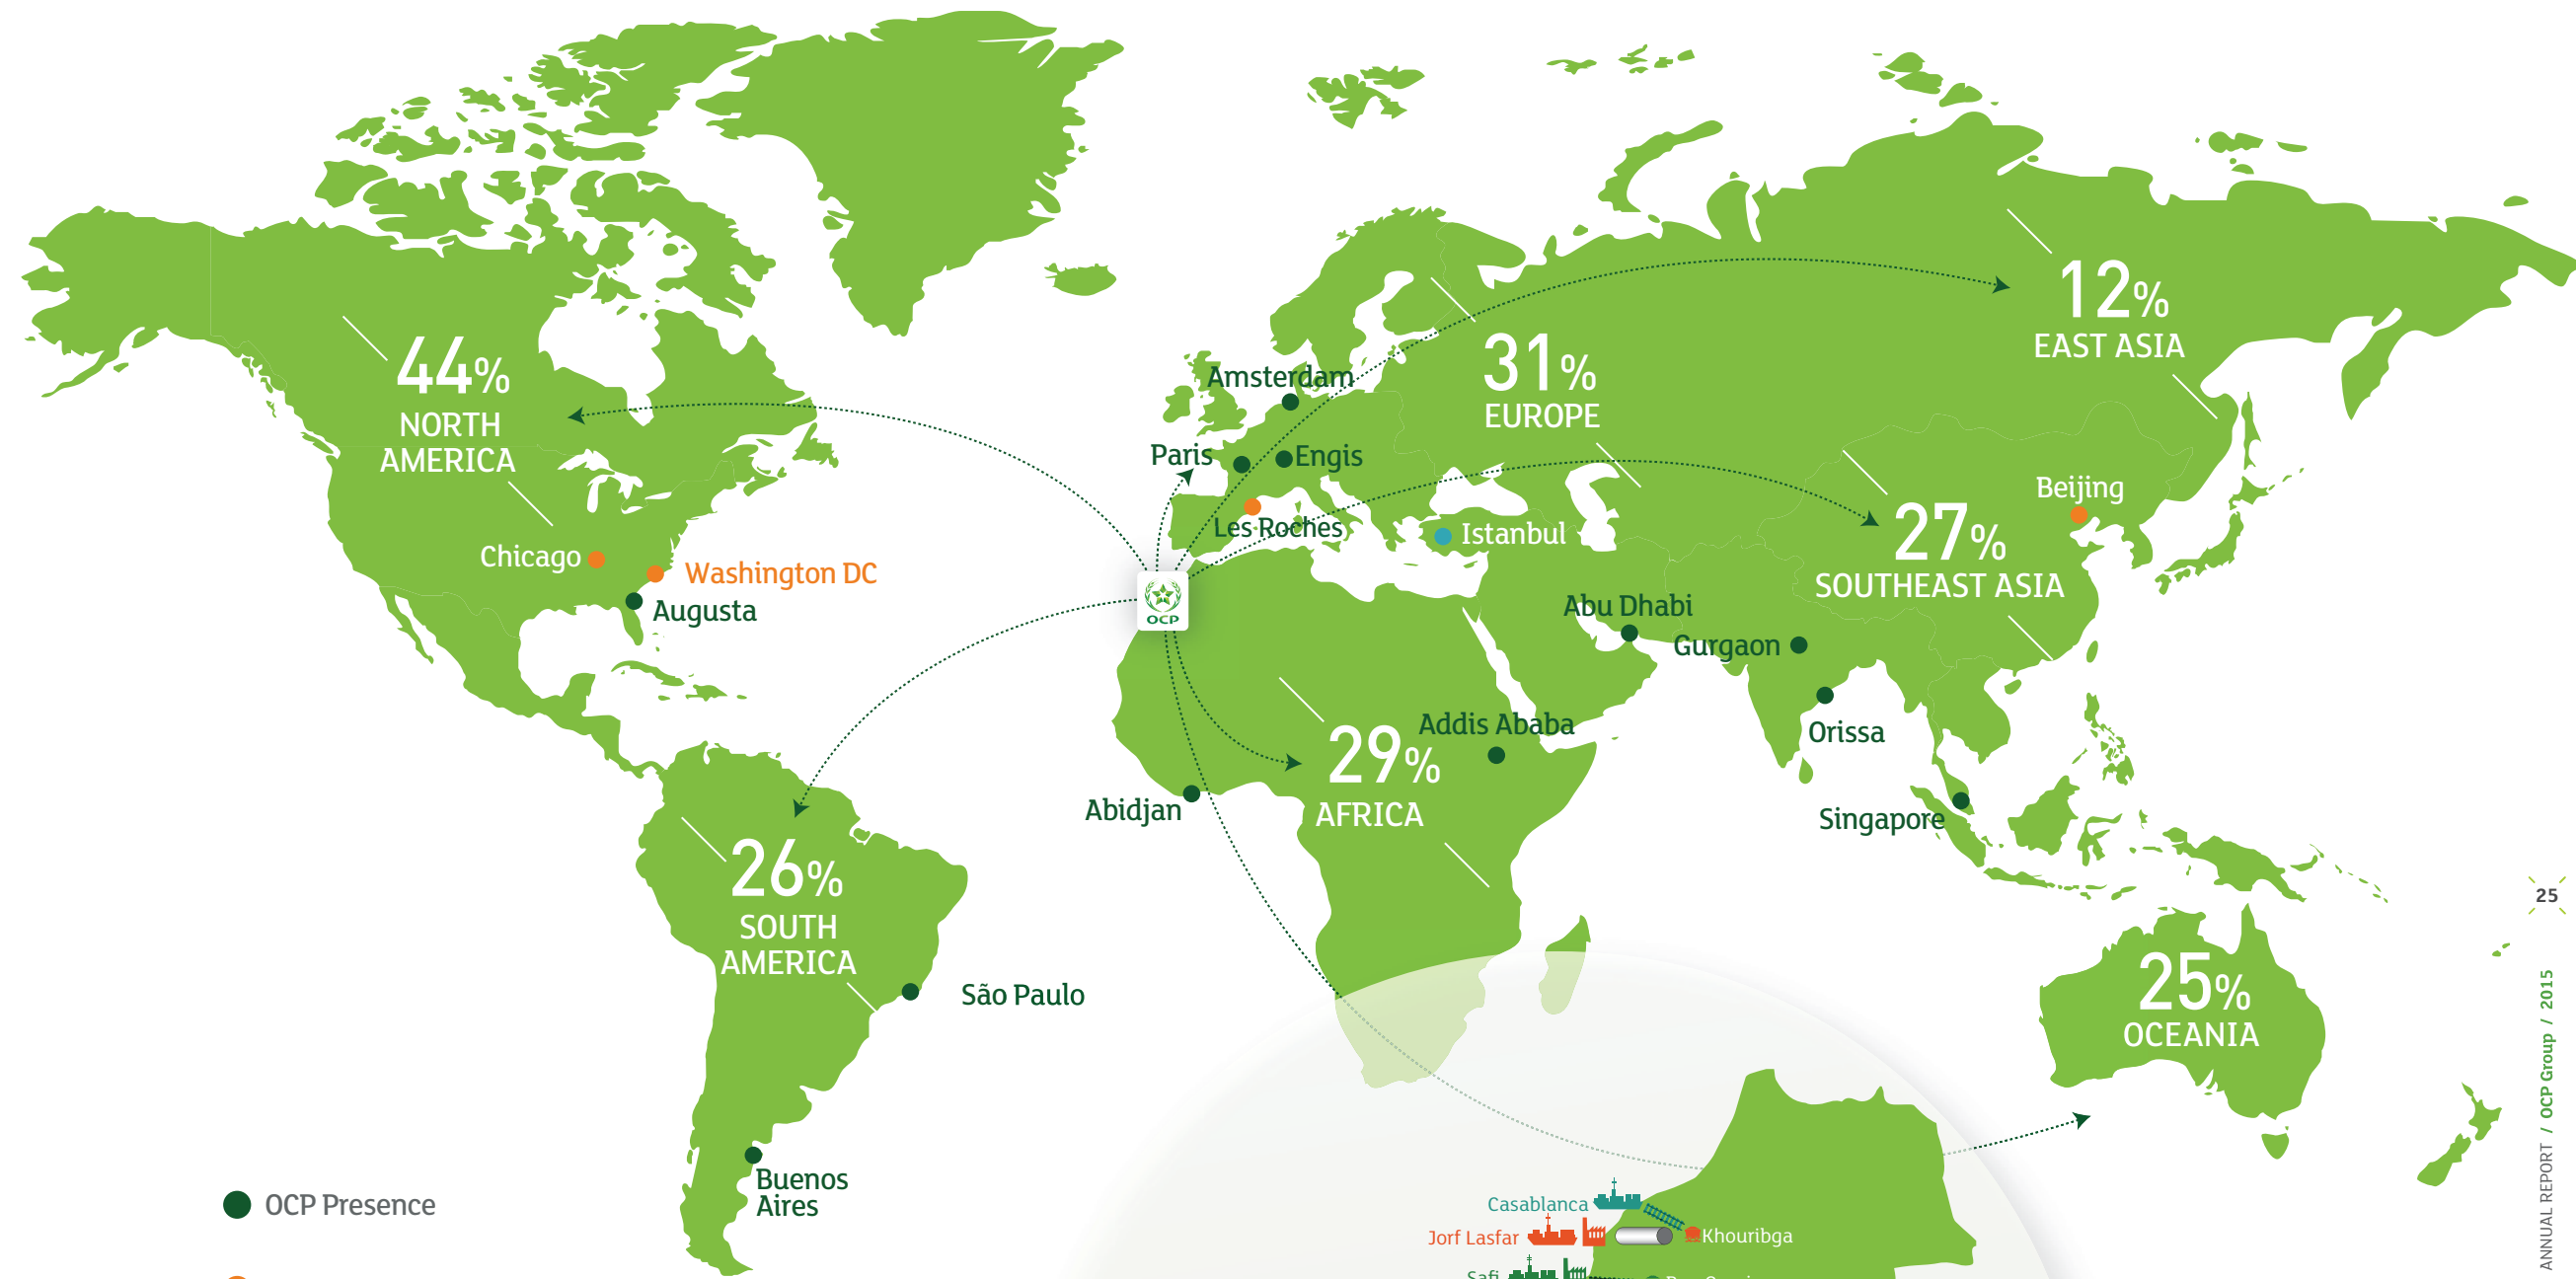 12%
EAST ASIA
44%
NORTH
AMERICA
31%
EUROPE
Amsterdam
Paris
Engis
Les Roches
Istanbul
Beijing
27%
SOUTHEAST ASIA
Chicago
Washington DC
Augusta
OCP
Abu Dhabi
Gurgaon
Orissa
Addis Ababa
29%
AFRICA
Abidjan
Singapore
26%
SOUTH
AMERICA
São Paulo
25%
OCEANIA
Buenos
Aires
OCP Presence
Casablanca
Jorf Lasfar
Khouribga
Safi
25
ANNUAL REPORT / OCP Group / 2015